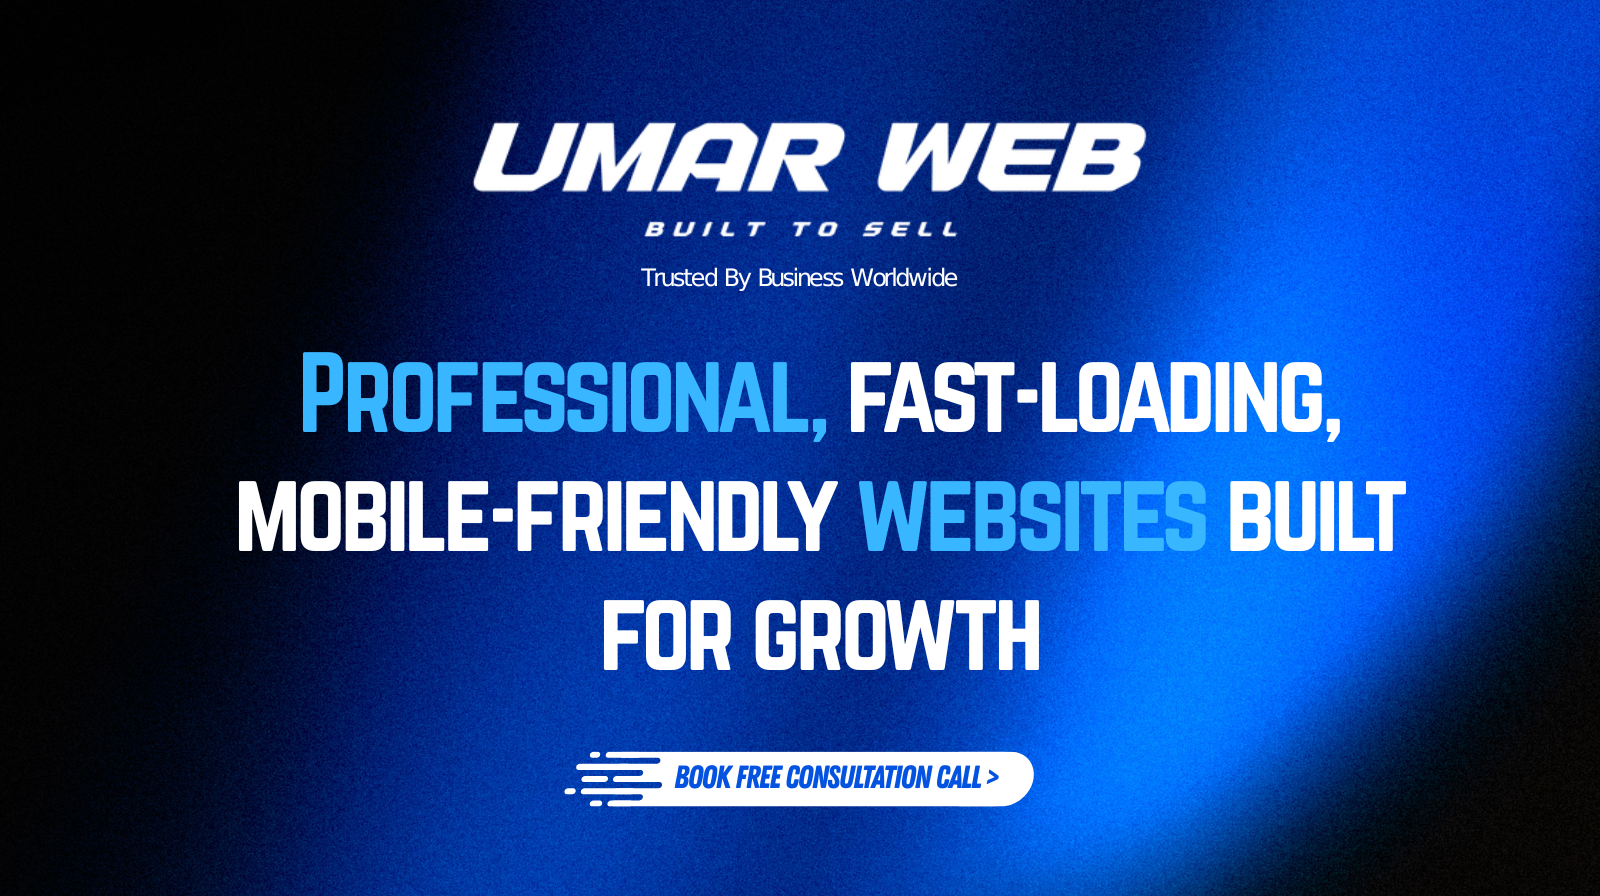 UMAR WEB
BUILT TO SELL
Trusted By Business Worldwide
PROFESSIONAL, FAST-LOADING,
MOBILE-FRIENDLY WEBSITES BUILT
FOR GROWTH
BOOK FREE CONSULTATION CALL >